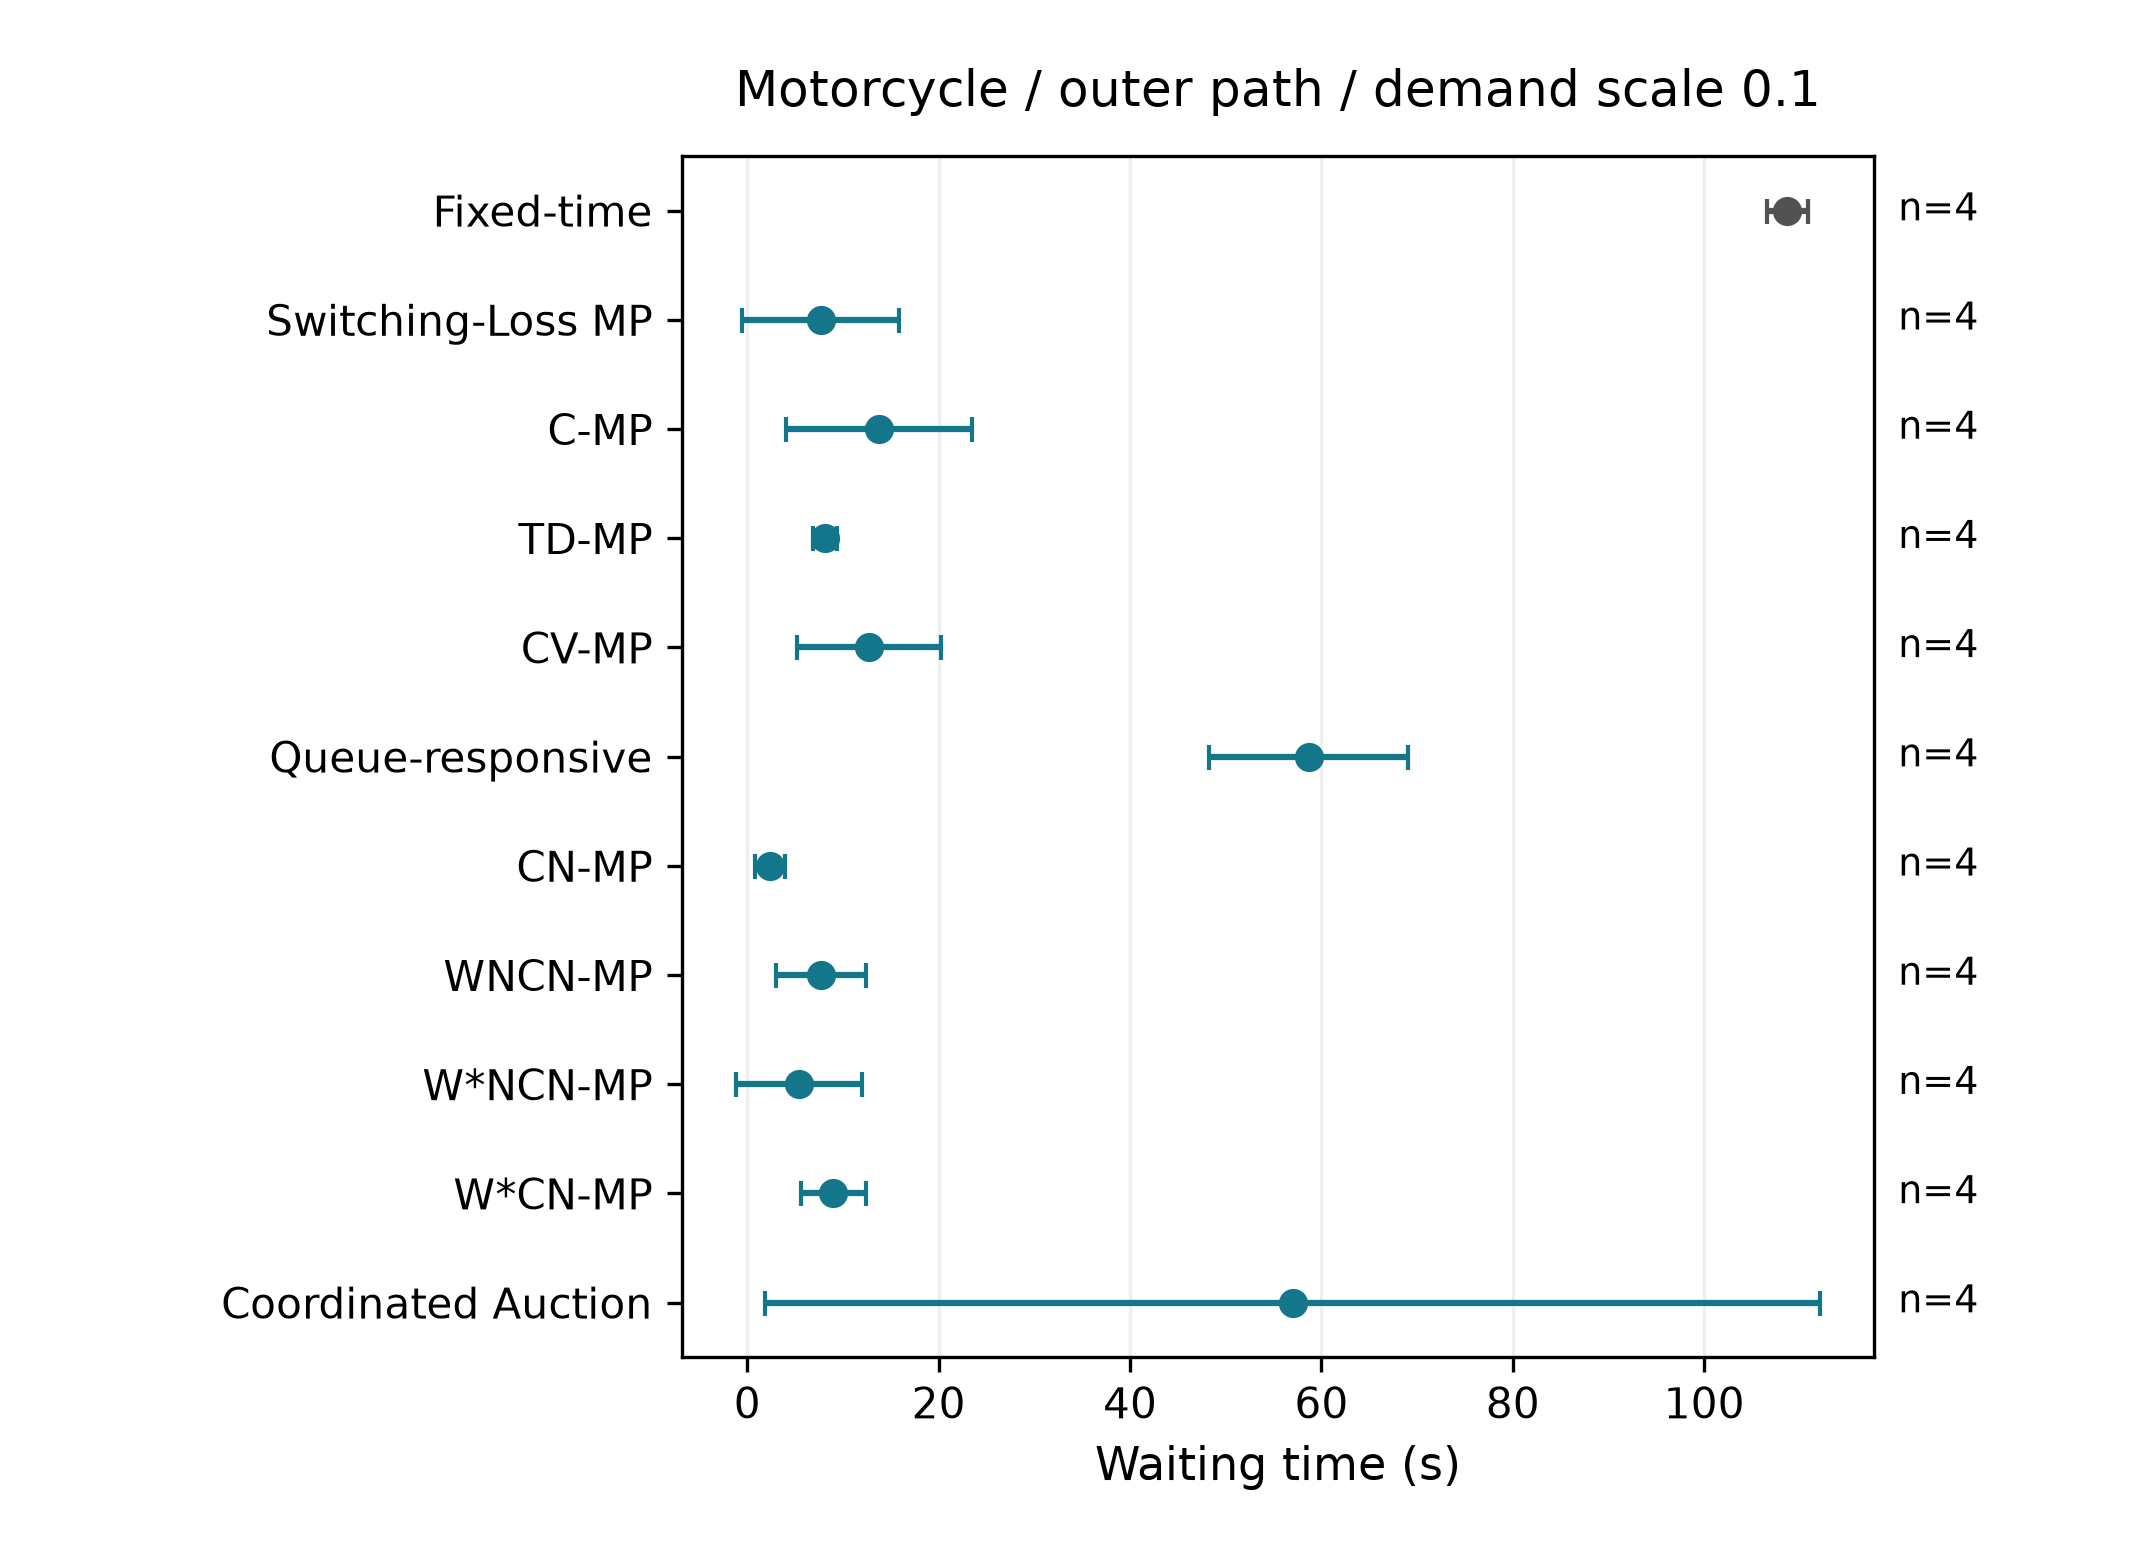 Motorcycle / outer path / demand scale 0.1
Fixed-time n=4
Switching-Loss MP n=4
C-MP n=4
TD-MP n=4
CV-MP n=4
Queue-responsive n=4
CN-MP n=4
WNCN-MP n=4
W*NCN-MP n=4
W*CN-MP n=4
Coordinated Auction n=4
0 20 40 60 80 100
Waiting time (s)